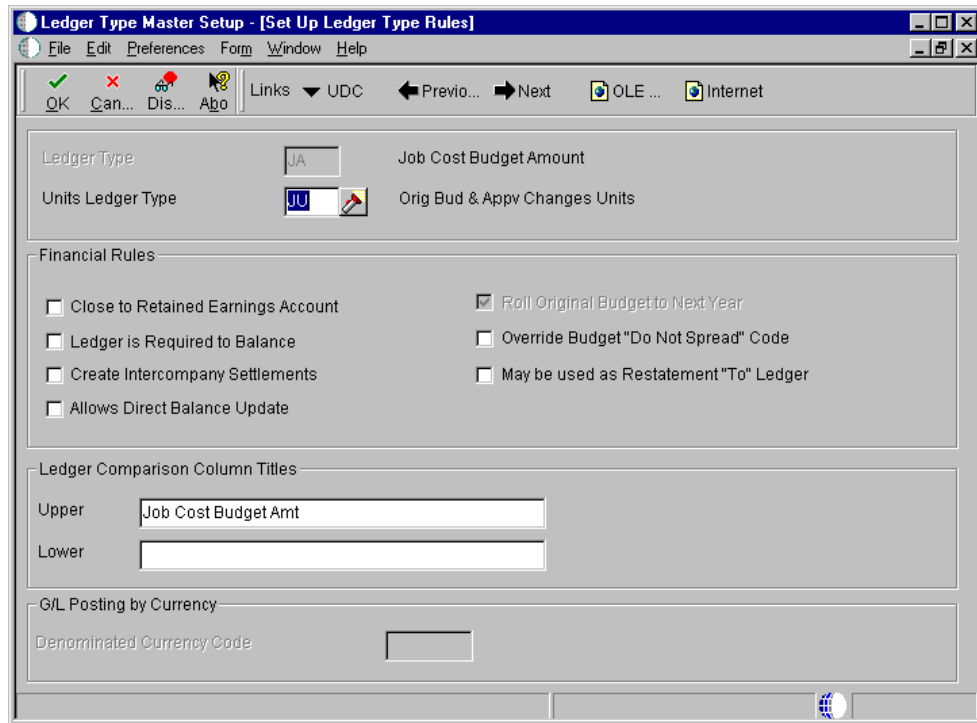 Ledger Type Master Setup - [Set Up Ledger Type Rules]
File Edit Preferences Form Window Help
OK Can... Dis... Abo Links UDC Previo... Next OLE ... Internet
Ledger Type JA Job Cost Budget Amount
Units Ledger Type JU Orig Bud & Appv Changes Units
Financial Rules
Close to Retained Earnings Account
Roll Original Budget to Next Year
Ledger is Required to Balance
Override Budget "Do Not Spread" Code
Create Intercompany Settlements
May be used as Restatement "To" Ledger
Allows Direct Balance Update
Ledger Comparison Column Titles
Upper Job Cost Budget Amt
Lower
G/L Posting by Currency
Denominated Currency Code